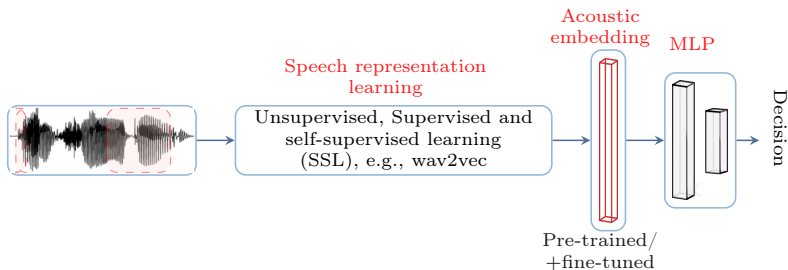 Speech representation
learning
Unsupervised, Supervised and
self-supervised learning
(SSL), e.g., wav2vec
Acoustic
embedding
Pre-trained/
+fine-tuned
MLP
Decision